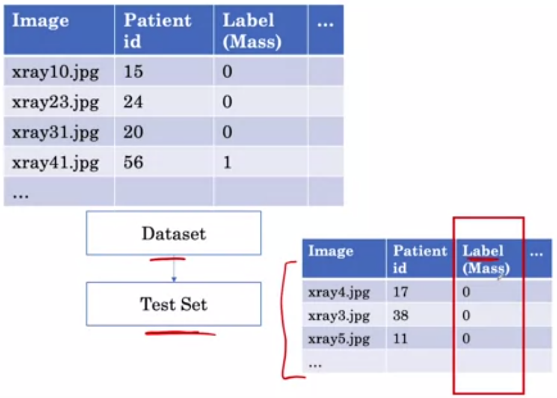 Image Patient id Label (Mass) ...
xray10.jpg 15 0
xray23.jpg 24 0
xray31.jpg 20 0
xray41.jpg 56 1
...
Dataset
Test Set
Image Patient id Label (Mass) ...
xray4.jpg 17 0
xray3.jpg 38 0
xray5.jpg 11 0
...